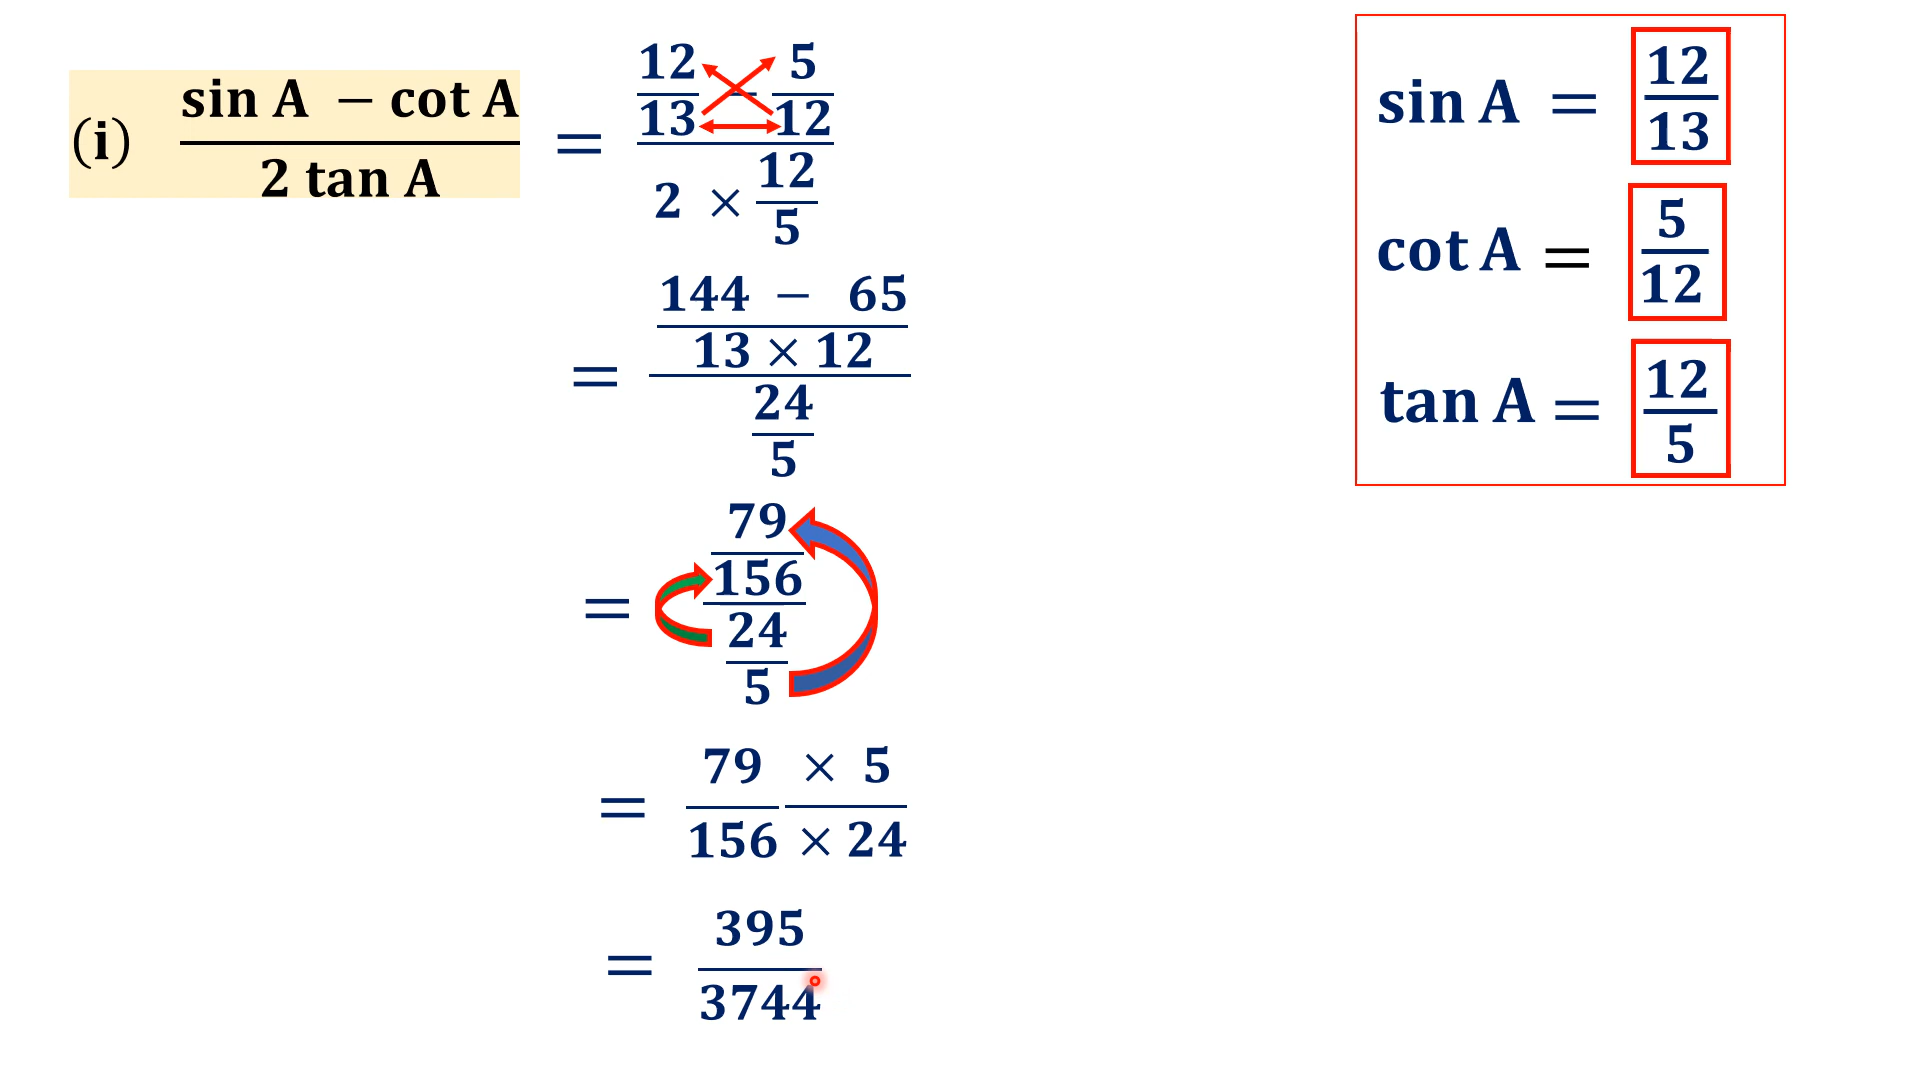 (i) sin A − cot A / 2 tan A = 12/13 − 5/12 / 2 × 12/5
= 144 − 65 / 13 × 12 / 24/5
= 79/156 / 24/5
= 79 × 5 / 156 × 24
= 395/3744
sin A = 12/13
cot A = 5/12
tan A = 12/5